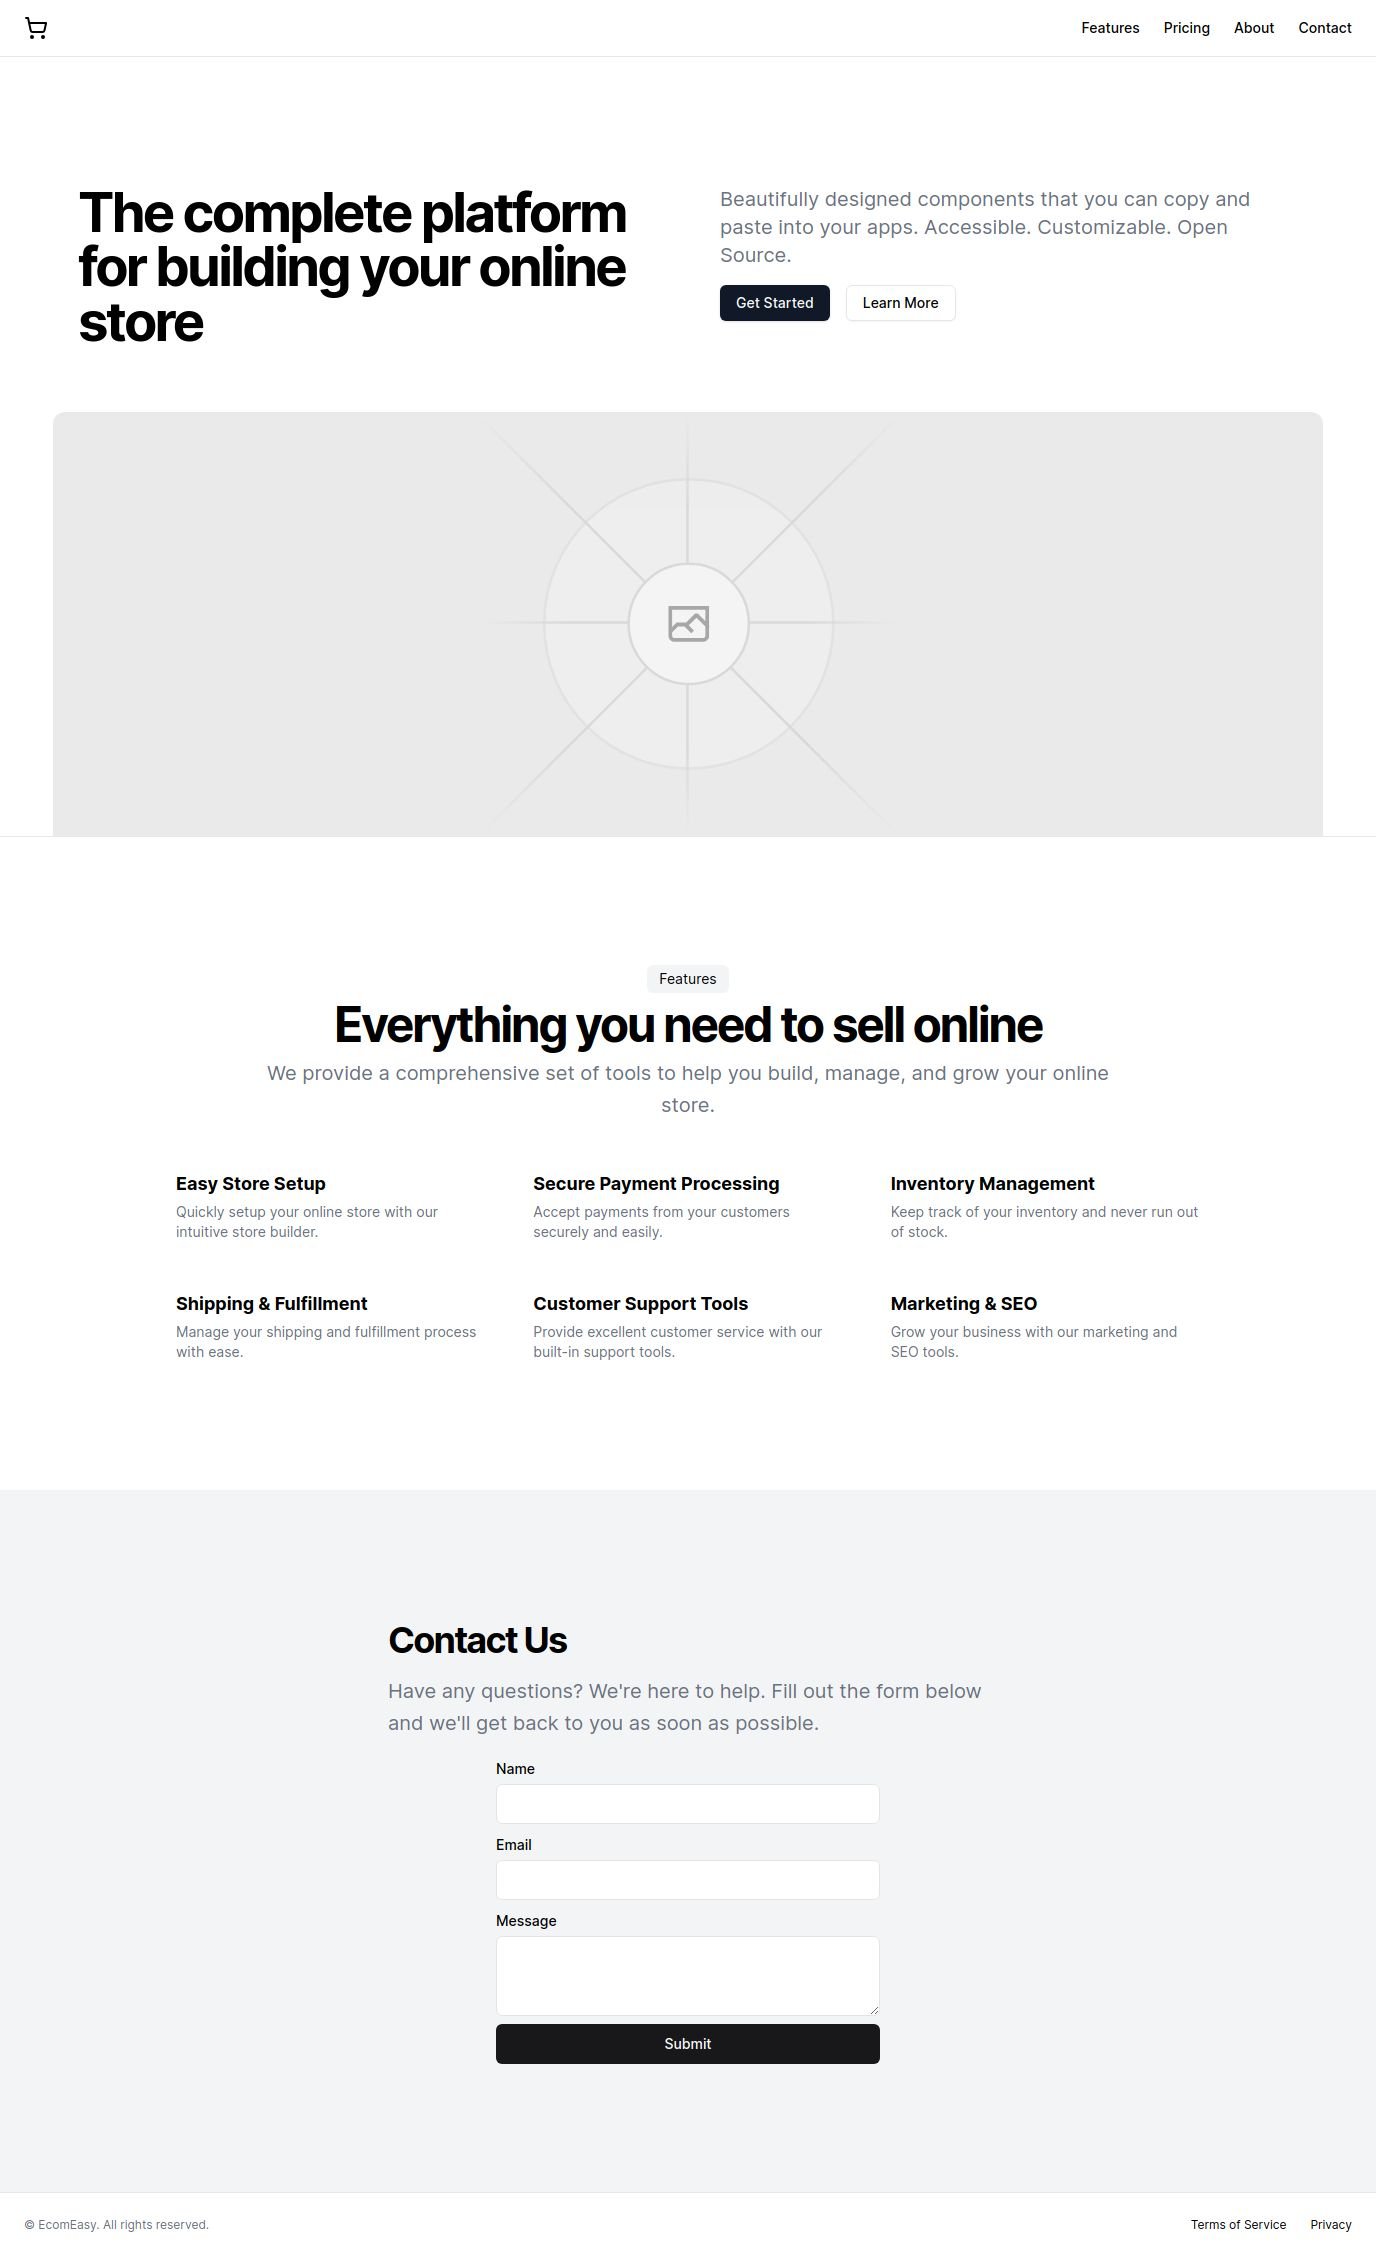 Features
Pricing
About
Contact
The complete platform
for building your online
store
Beautifully designed components that you can copy and
paste into your apps. Accessible. Customizable. Open
Source.
Get Started
Learn More
Features
Everything you need to sell online
We provide a comprehensive set of tools to help you build, manage, and grow your online
store.
Easy Store Setup
Quickly setup your online store with our
intuitive store builder.
Secure Payment Processing
Accept payments from your customers
securely and easily.
Inventory Management
Keep track of your inventory and never run out
of stock.
Shipping & Fulfillment
Manage your shipping and fulfillment process
with ease.
Customer Support Tools
Provide excellent customer service with our
built-in support tools.
Marketing & SEO
Grow your business with our marketing and
SEO tools.
Contact Us
Have any questions? We're here to help. Fill out the form below
and we'll get back to you as soon as possible.
Name
Email
Message
Submit
© EcomEasy. All rights reserved.
Terms of Service
Privacy